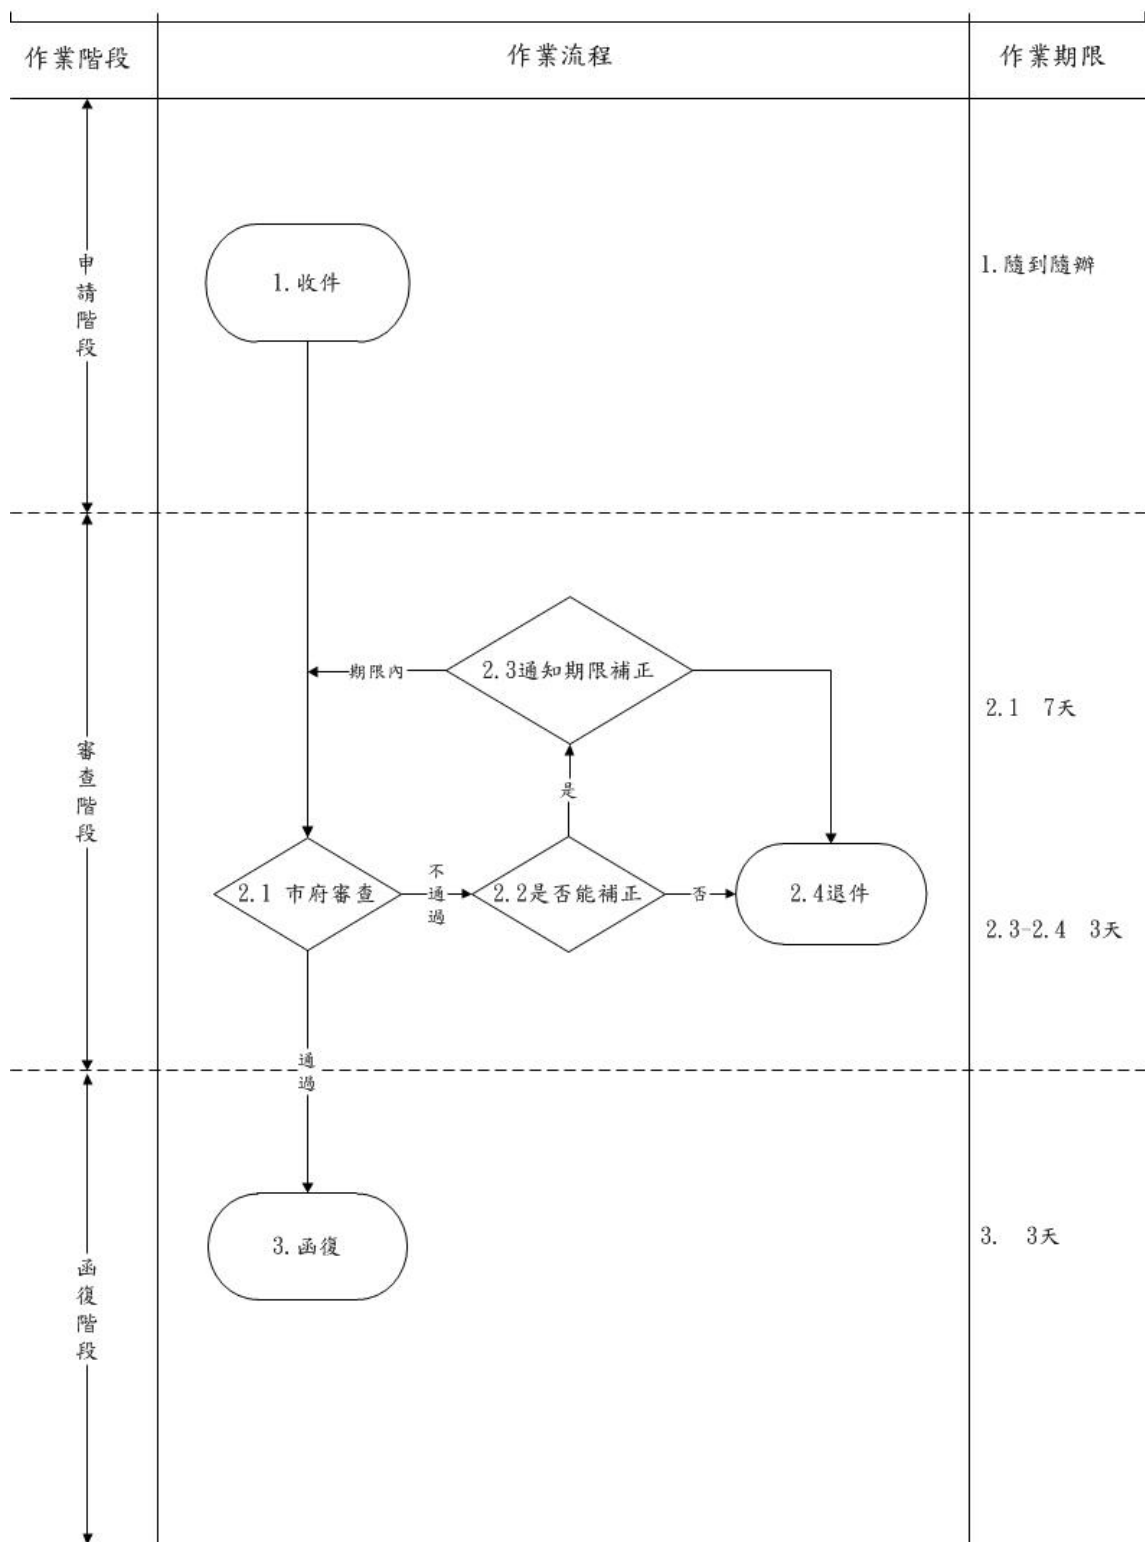 作業階段
作業流程
作業期限
申請階段
1.收件
1.隨到隨辦
審查階段
2.3通知期限補正
期限內
2.1 7天
是
2.1 市府審查
不通過
2.2是否能補正
否
2.4退件
2.3-2.4 3天
通過
函復階段
3.函復
3. 3天